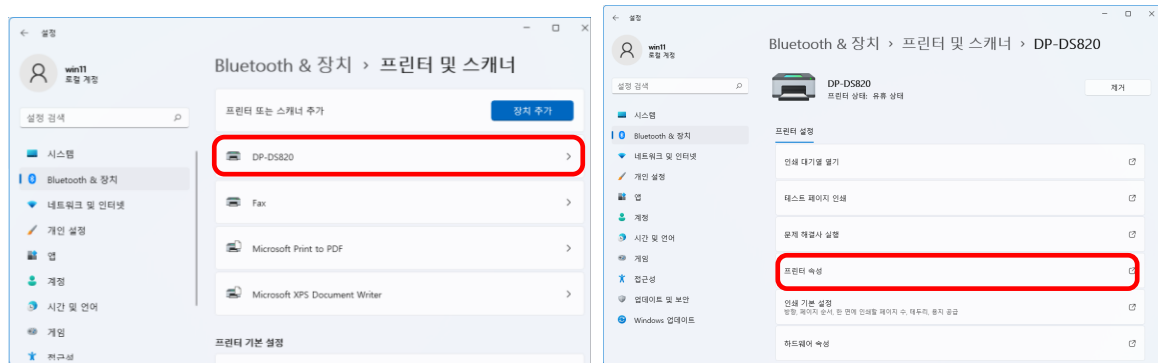 설정
win11
로컬 계정
설정 검색
시스템
Bluetooth & 장치
네트워크 및 인터넷
개인 설정
앱
계정
시간 및 언어
게임
접근성
Bluetooth & 장치 › 프린터 및 스캐너
프린터 또는 스캐너 추가
장치 추가
DP-DS820
Fax
Microsoft Print to PDF
Microsoft XPS Document Writer
프린터 기본 설정
설정
win11
로컬 계정
설정 검색
시스템
Bluetooth & 장치
네트워크 및 인터넷
개인 설정
앱
계정
시간 및 언어
게임
접근성
업데이트 및 보안
Windows 업데이트
Bluetooth & 장치 › 프린터 및 스캐너 › DP-DS820
DP-DS820
프린터 상태: 유휴 상태
제거
프린터 설정
인쇄 대기열 열기
테스트 페이지 인쇄
문제 해결사 실행
프린터 속성
인쇄 기본 설정
방향, 페이지 순서, 한 면에 인쇄할 페이지 수, 테두리, 용지 공급
하드웨어 속성